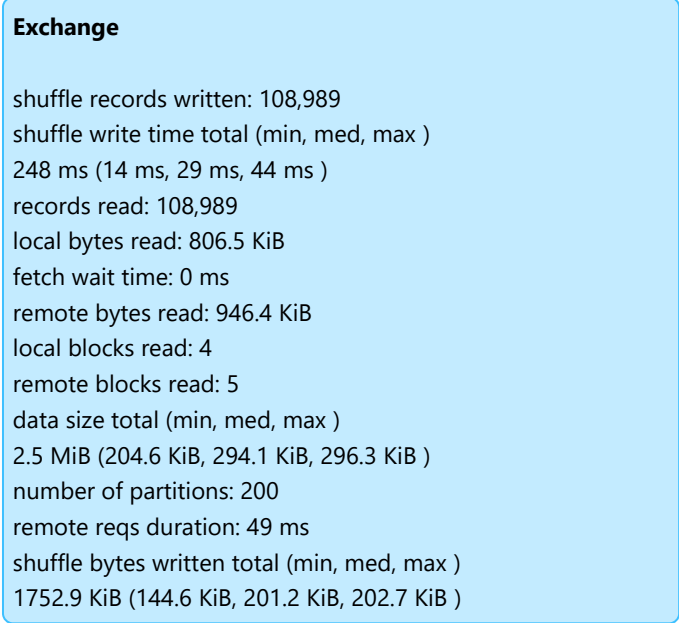 Exchange
shuffle records written: 108,989
shuffle write time total (min, med, max )
248 ms (14 ms, 29 ms, 44 ms )
records read: 108,989
local bytes read: 806.5 KiB
fetch wait time: 0 ms
remote bytes read: 946.4 KiB
local blocks read: 4
remote blocks read: 5
data size total (min, med, max )
2.5 MiB (204.6 KiB, 294.1 KiB, 296.3 KiB )
number of partitions: 200
remote reqs duration: 49 ms
shuffle bytes written total (min, med, max )
1752.9 KiB (144.6 KiB, 201.2 KiB, 202.7 KiB )